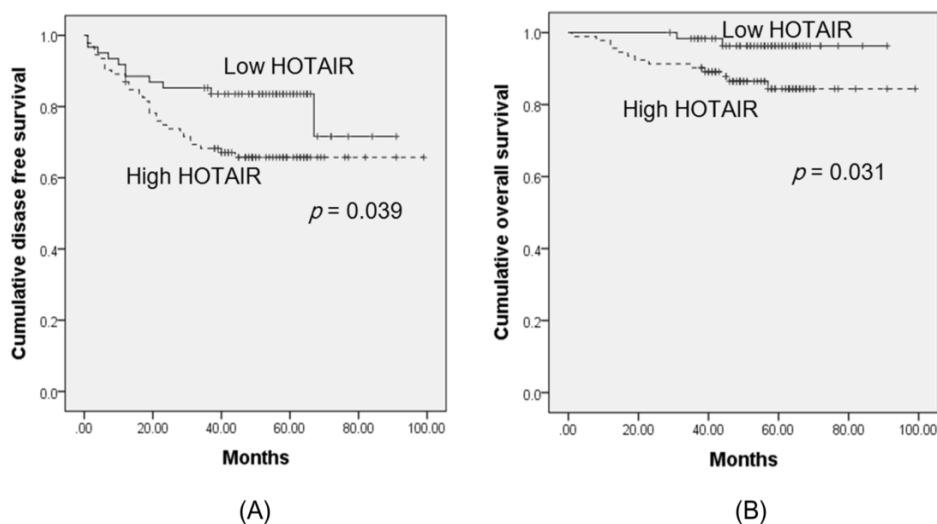 Cumulative disase free survival
1.0
0.8
0.6
0.4
0.2
0.0
Low HOTAIR
High HOTAIR
p = 0.039
.00 20.00 40.00 60.00 80.00 100.00
Months
(A)
Cumulative overall survival
1.0
0.8
0.6
0.4
0.2
0.0
Low HOTAIR
High HOTAIR
p = 0.031
.00 20.00 40.00 60.00 80.00 100.00
Months
(B)